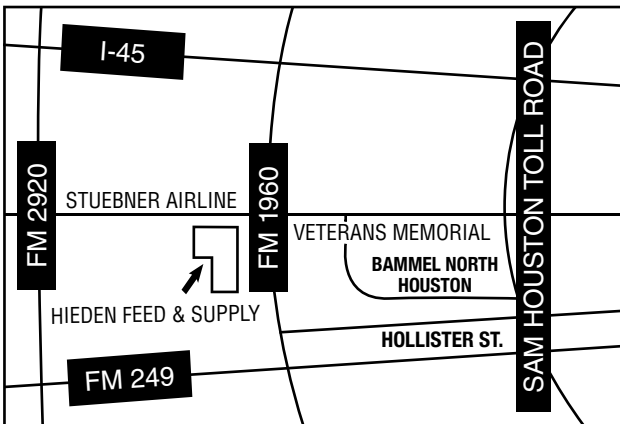 I-45
FM 2920
STUEBNER AIRLINE
FM 1960
VETERANS MEMORIAL
SAM HOUSTON TOLL ROAD
BAMMEL NORTH
HOUSTON
HIEDEN FEED & SUPPLY
HOLLISTER ST.
FM 249